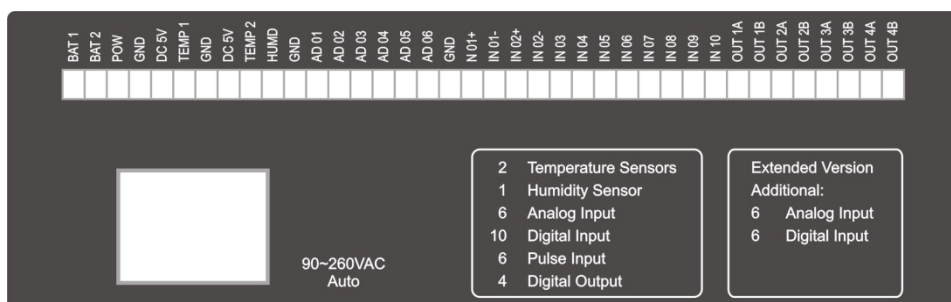 BAT 1
BAT 2
POW
GND
DC 5V
TEMP 1
GND
DC 5V
TEMP 2
HUMD
GND
AD 01
AD 02
AD 03
AD 04
AD 05
AD 06
GND
N 01+
IN 01-
IN 02+
IN 02-
IN 03
IN 04
IN 05
IN 06
IN 07
IN 08
IN 09
IN 10
OUT 1A
OUT 1B
OUT 2A
OUT 2B
OUT 3A
OUT 3B
OUT 4A
OUT 4B
90~260VAC
Auto
2 Temperature Sensors
1 Humidity Sensor
6 Analog Input
10 Digital Input
6 Pulse Input
4 Digital Output
Extended Version
Additional:
6 Analog Input
6 Digital Input